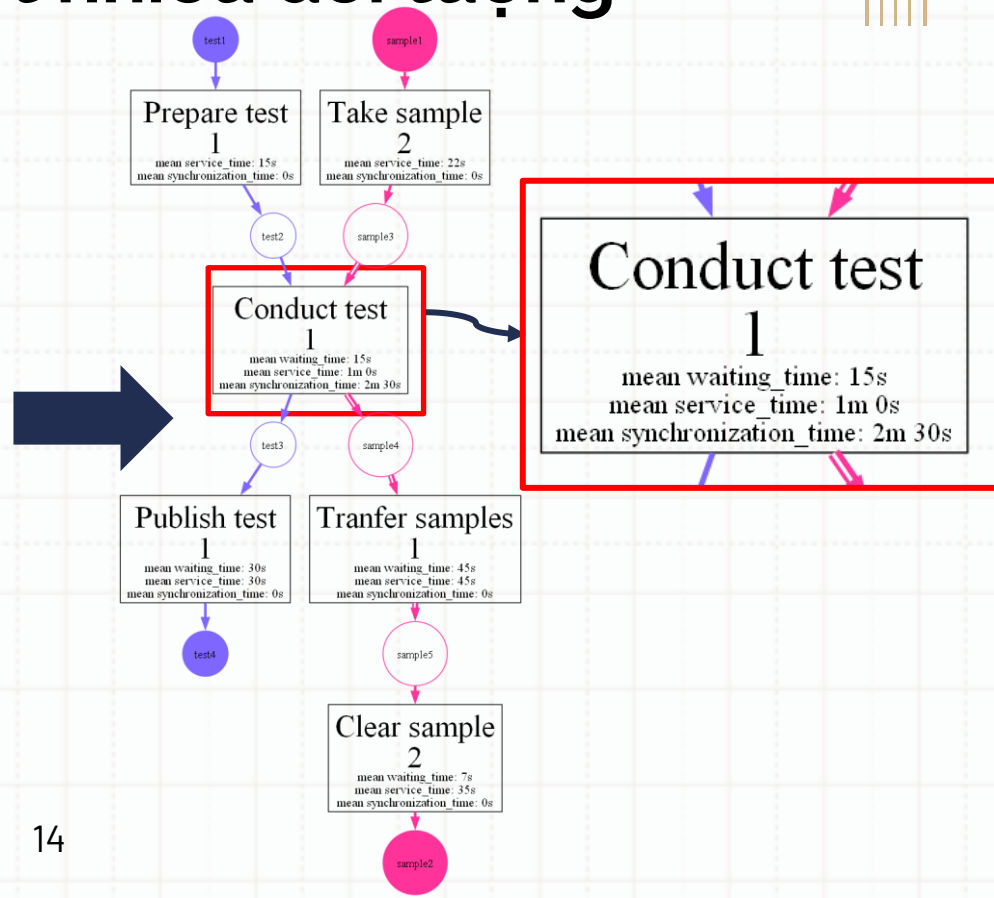 test1
sample1
Prepare test
1
mean service_time: 15s
mean synchronization_time: 0s
Take sample
2
mean service_time: 22s
mean synchronization_time: 0s
test2
sample3
Conduct test
1
mean waiting_time: 15s
mean service_time: 1m 0s
mean synchronization_time: 2m 30s
Conduct test
1
mean waiting_time: 15s
mean service_time: 1m 0s
mean synchronization_time: 2m 30s
test3
sample4
Publish test
1
mean waiting_time: 30s
mean service_time: 30s
mean synchronization_time: 0s
Tranfer samples
1
mean waiting_time: 45s
mean service_time: 45s
mean synchronization_time: 0s
test4
sample5
Clear sample
2
mean waiting_time: 7s
mean service_time: 35s
mean synchronization_time: 0s
sample2
14